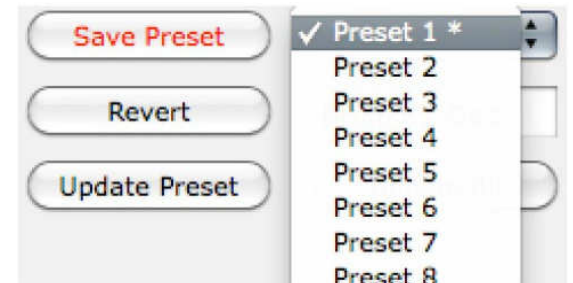 Save Preset
✓ Preset 1 *
Preset 2
Revert
Preset 3
Preset 4
Update Preset
Preset 5
Preset 6
Preset 7
Preset 8